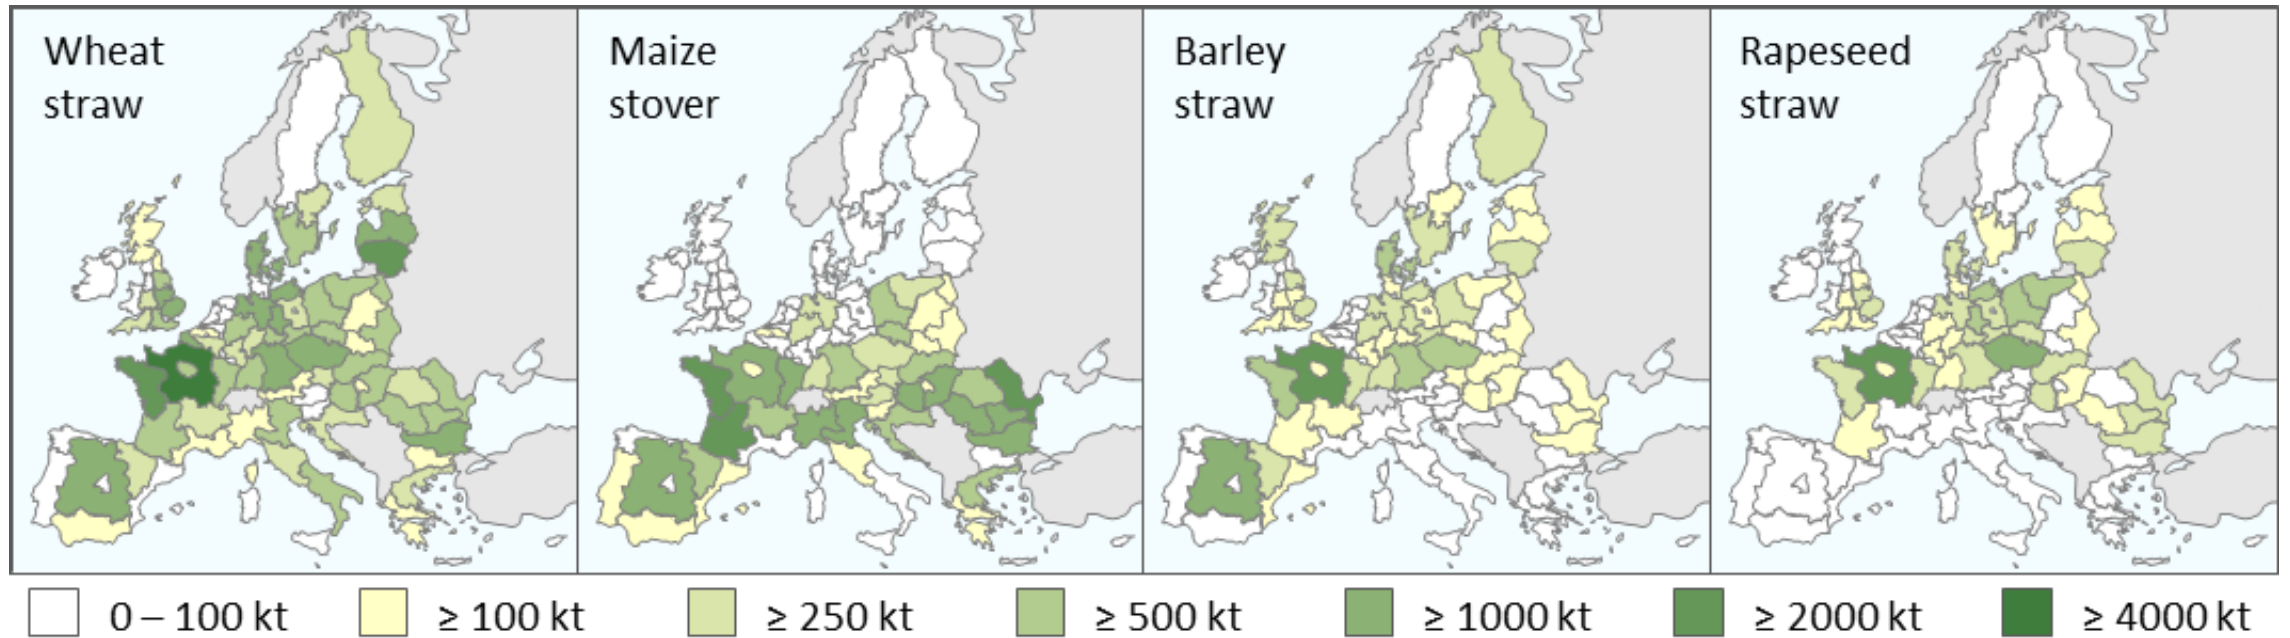 Wheat
straw
Maize
stover
Barley
straw
Rapeseed
straw
0 – 100 kt
≥ 100 kt
≥ 250 kt
≥ 500 kt
≥ 1000 kt
≥ 2000 kt
≥ 4000 kt